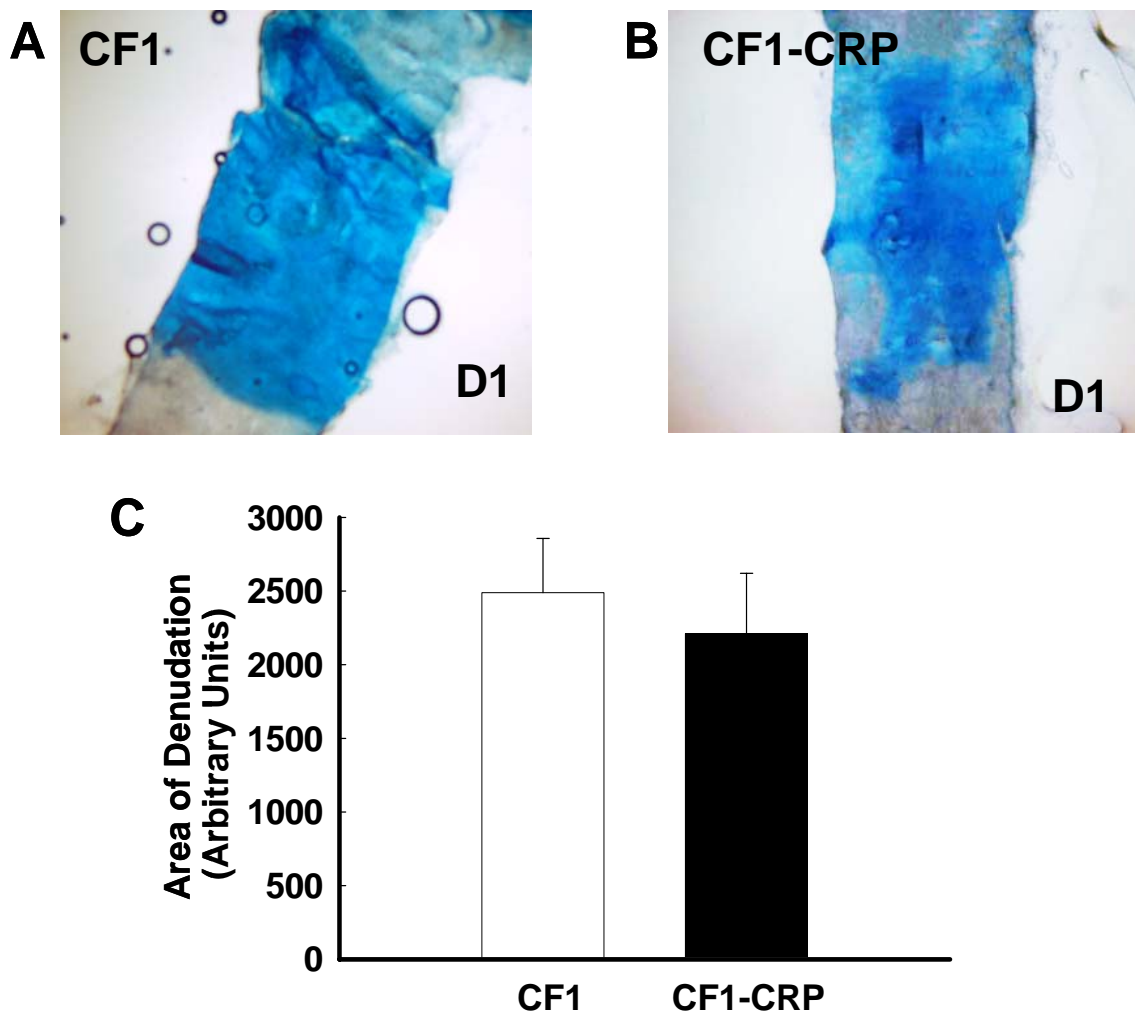 A
CF1
D1
B
CF1-CRP
D1
C
Area of Denudation
(Arbitrary Units)
3000
2500
2000
1500
1000
500
0
CF1
CF1-CRP